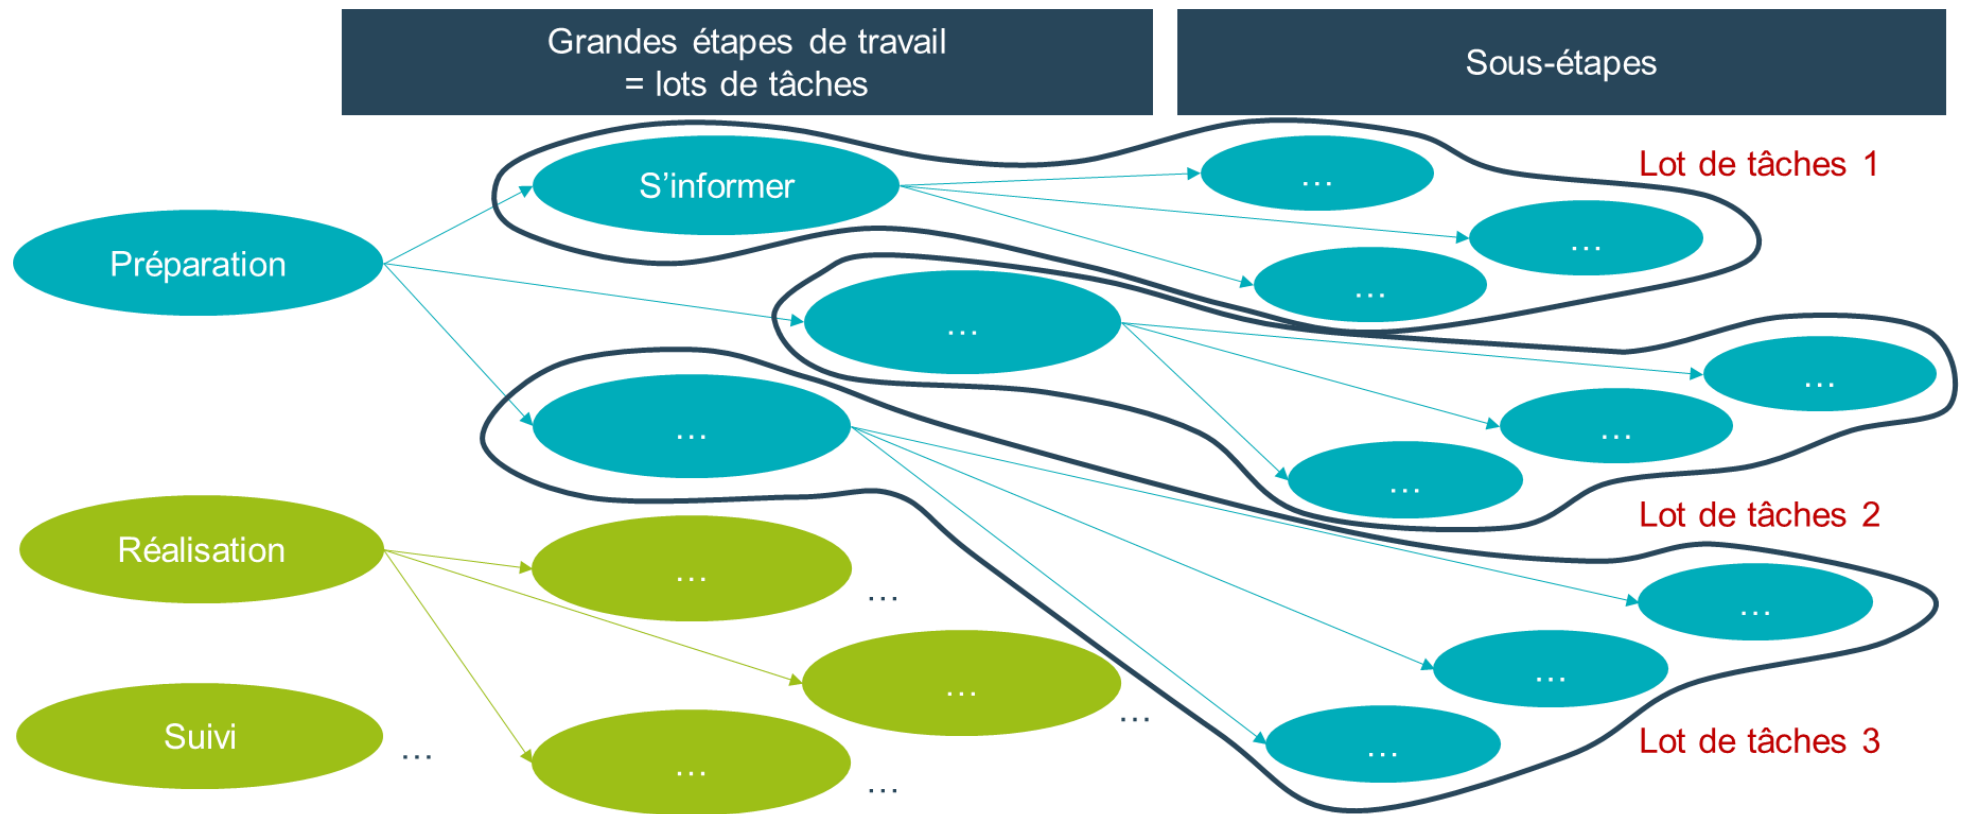 Grandes étapes de travail
= lots de tâches
Sous-étapes
S’informer
...
Lot de tâches 1
...
Préparation
...
...
...
...
...
...
Lot de tâches 2
Réalisation
...
...
...
...
...
...
Suivi
...
...
...
Lot de tâches 3
...
...